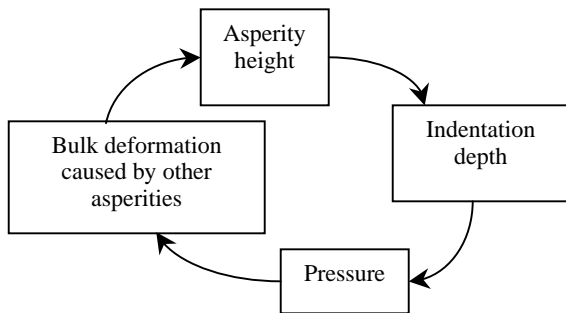 Asperity
height
Indentation
depth
Pressure
Bulk deformation
caused by other
asperities